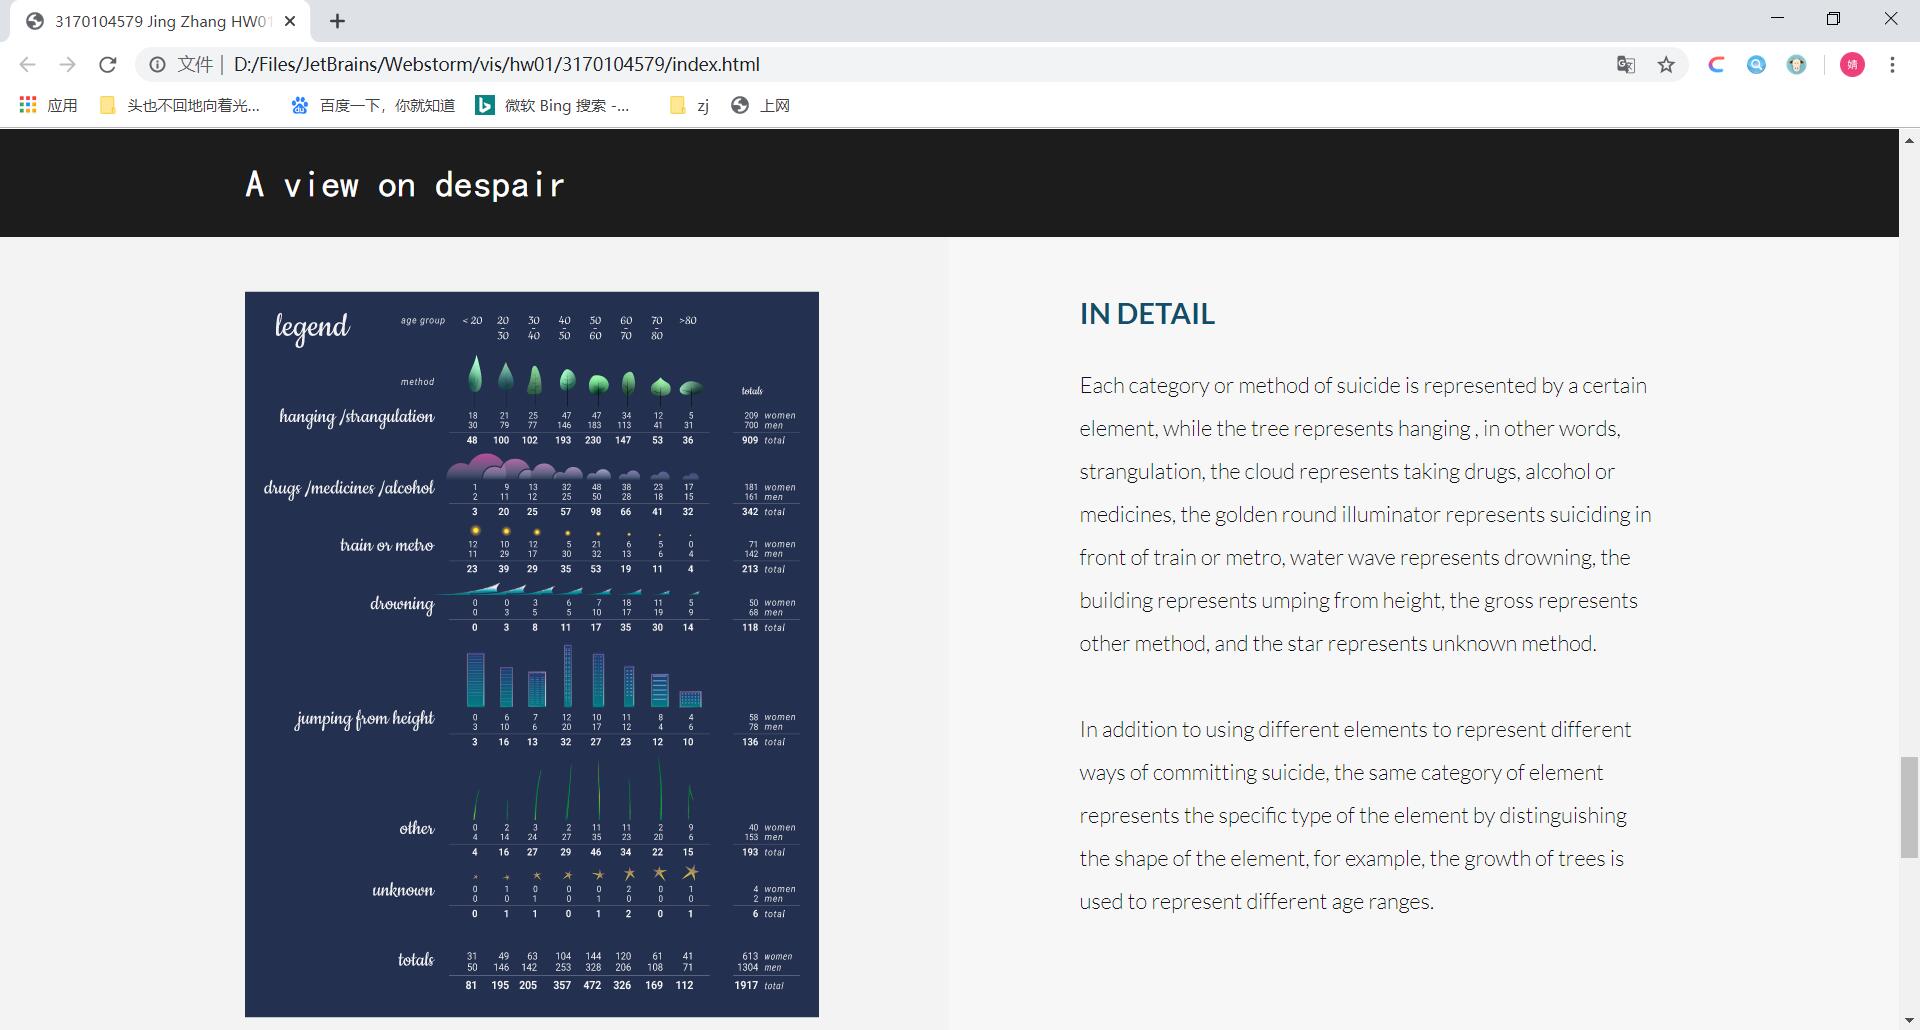 3170104579 Jing Zhang HW01
文件 | D:/Files/JetBrains/Webstorm/vis/hw01/3170104579/index.html
婧
应用 头也不回地向着光... 百度一下，你就知道 微软 Bing 搜索 -... zj 上网
A view on despair
legend
age group < 20 20-30 30-40 40-50 50-60 60-70 70-80 >80
method totals
hanging /strangulation
18 21 25 47 47 34 12 5 209 women
30 79 77 146 183 113 41 31 700 men
48 100 102 193 230 147 53 36 909 total
drugs /medicines /alcohol
1 9 13 32 48 38 23 17 181 women
2 11 12 25 50 28 18 15 161 men
3 20 25 57 98 66 41 32 342 total
train or metro
12 10 12 5 21 6 5 0 71 women
11 29 17 30 32 13 6 4 142 men
23 39 29 35 53 19 11 4 213 total
drowning
0 0 3 6 7 18 11 5 50 women
0 3 5 5 10 17 19 9 68 men
0 3 8 11 17 35 30 14 118 total
jumping from height
0 6 7 12 10 11 8 4 58 women
3 10 6 20 17 12 4 6 78 men
3 16 13 32 27 23 12 10 136 total
other
0 2 3 2 11 11 2 9 40 women
4 14 24 27 35 23 20 6 153 men
4 16 27 29 46 34 22 15 193 total
unknown
0 1 0 0 0 2 0 1 4 women
0 0 1 0 1 0 0 0 2 men
0 1 1 0 1 2 0 1 6 total
totals
31 49 63 104 144 120 61 41 613 women
50 146 142 253 328 206 108 71 1304 men
81 195 205 357 472 326 169 112 1917 total
IN DETAIL
Each category or method of suicide is represented by a certain
element, while the tree represents hanging , in other words,
strangulation, the cloud represents taking drugs, alcohol or
medicines, the golden round illuminator represents suiciding in
front of train or metro, water wave represents drowning, the
building represents umping from height, the gross represents
other method, and the star represents unknown method.
In addition to using different elements to represent different
ways of committing suicide, the same category of element
represents the specific type of the element by distinguishing
the shape of the element, for example, the growth of trees is
used to represent different age ranges.